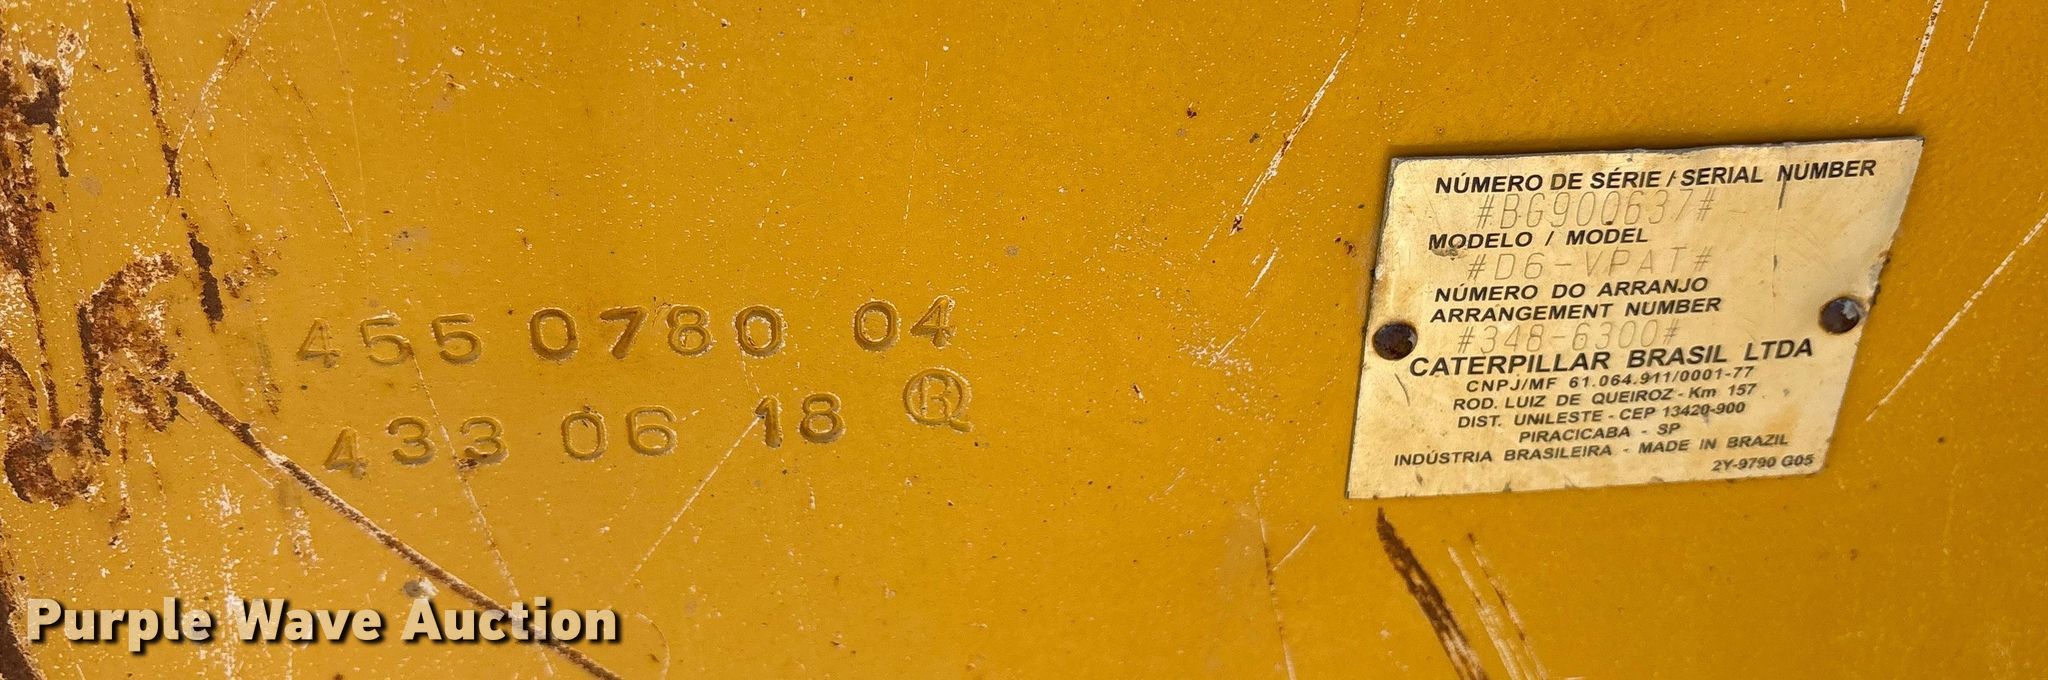 455 0780 04
433 06 18 R
NÚMERO DE SÉRIE / SERIAL NUMBER
#BG900637#
MODELO / MODEL
#D6-VPAT#
NÚMERO DO ARRANJO
ARRANGEMENT NUMBER
#348-6300#
CATERPILLAR BRASIL LTDA
CNPJ/MF 61.064.911/0001-77
ROD. LUIZ DE QUEIROZ - Km 157
DIST. UNILESTE - CEP 13420-900
PIRACICABA - SP
INDÚSTRIA BRASILEIRA - MADE IN BRAZIL
2Y-9790 G05
Purple Wave Auction